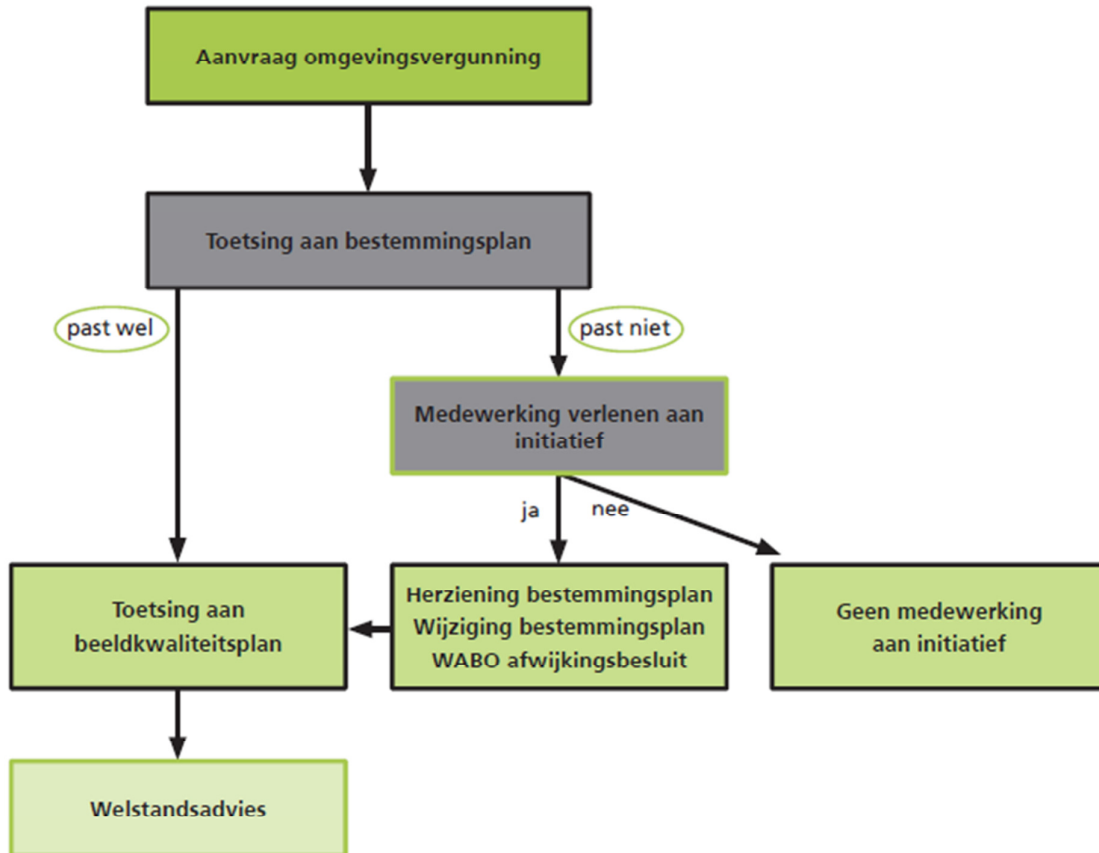 Aanvraag omgevingsvergunning
Toetsing aan bestemmingsplan
past wel
past niet
Medewerking verlenen aan
initiatief
ja
nee
Toetsing aan
beeldkwaliteitsplan
Herziening bestemmingsplan
Wijziging bestemmingsplan
WABO afwijkingsbesluit
Geen medewerking
aan initiatief
Welstandsadvies